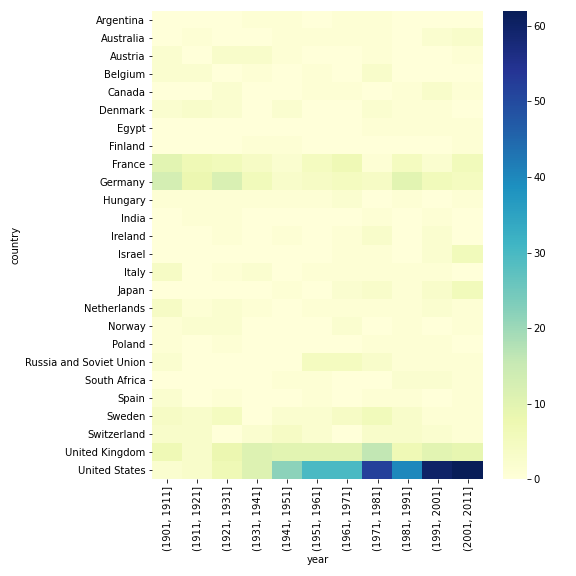 Argentina
Australia
Austria
Belgium
Canada
Denmark
Egypt
Finland
France
Germany
Hungary
India
Ireland
Israel
Italy
Japan
Netherlands
Norway
Poland
Russia and Soviet Union
South Africa
Spain
Sweden
Switzerland
United Kingdom
United States
country
(1901, 1911]
(1911, 1921]
(1921, 1931]
(1931, 1941]
(1941, 1951]
(1951, 1961]
(1961, 1971]
(1971, 1981]
(1981, 1991]
(1991, 2001]
(2001, 2011]
year
60
50
40
30
20
10
0